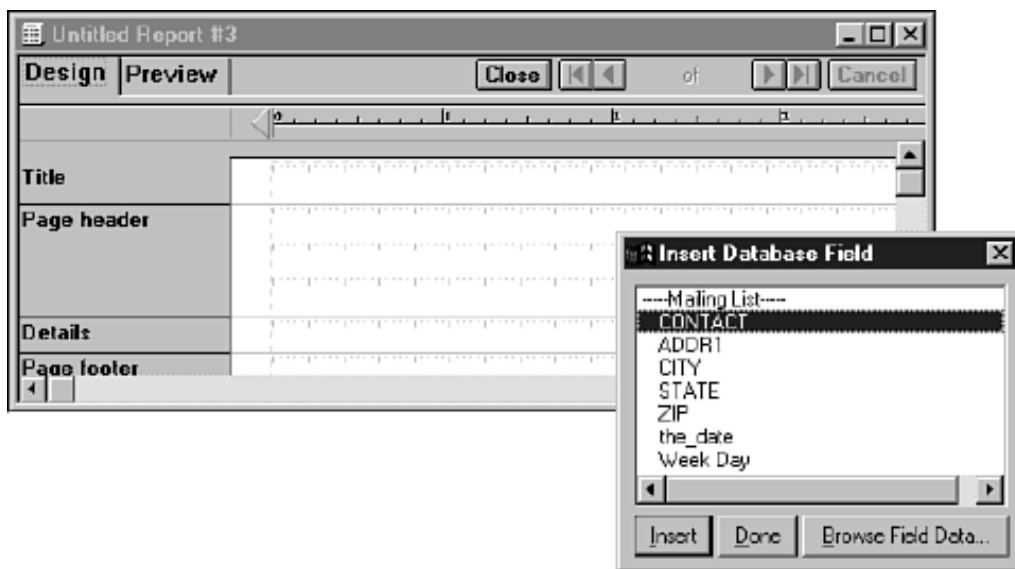 Untitled Report #3
Design Preview Close of Cancel
Title
Page header
Details
Page footer
Insert Database Field
-----Mailing List-----
CONTACT
ADDR1
CITY
STATE
ZIP
the_date
Week Day
Insert Done Browse Field Data...